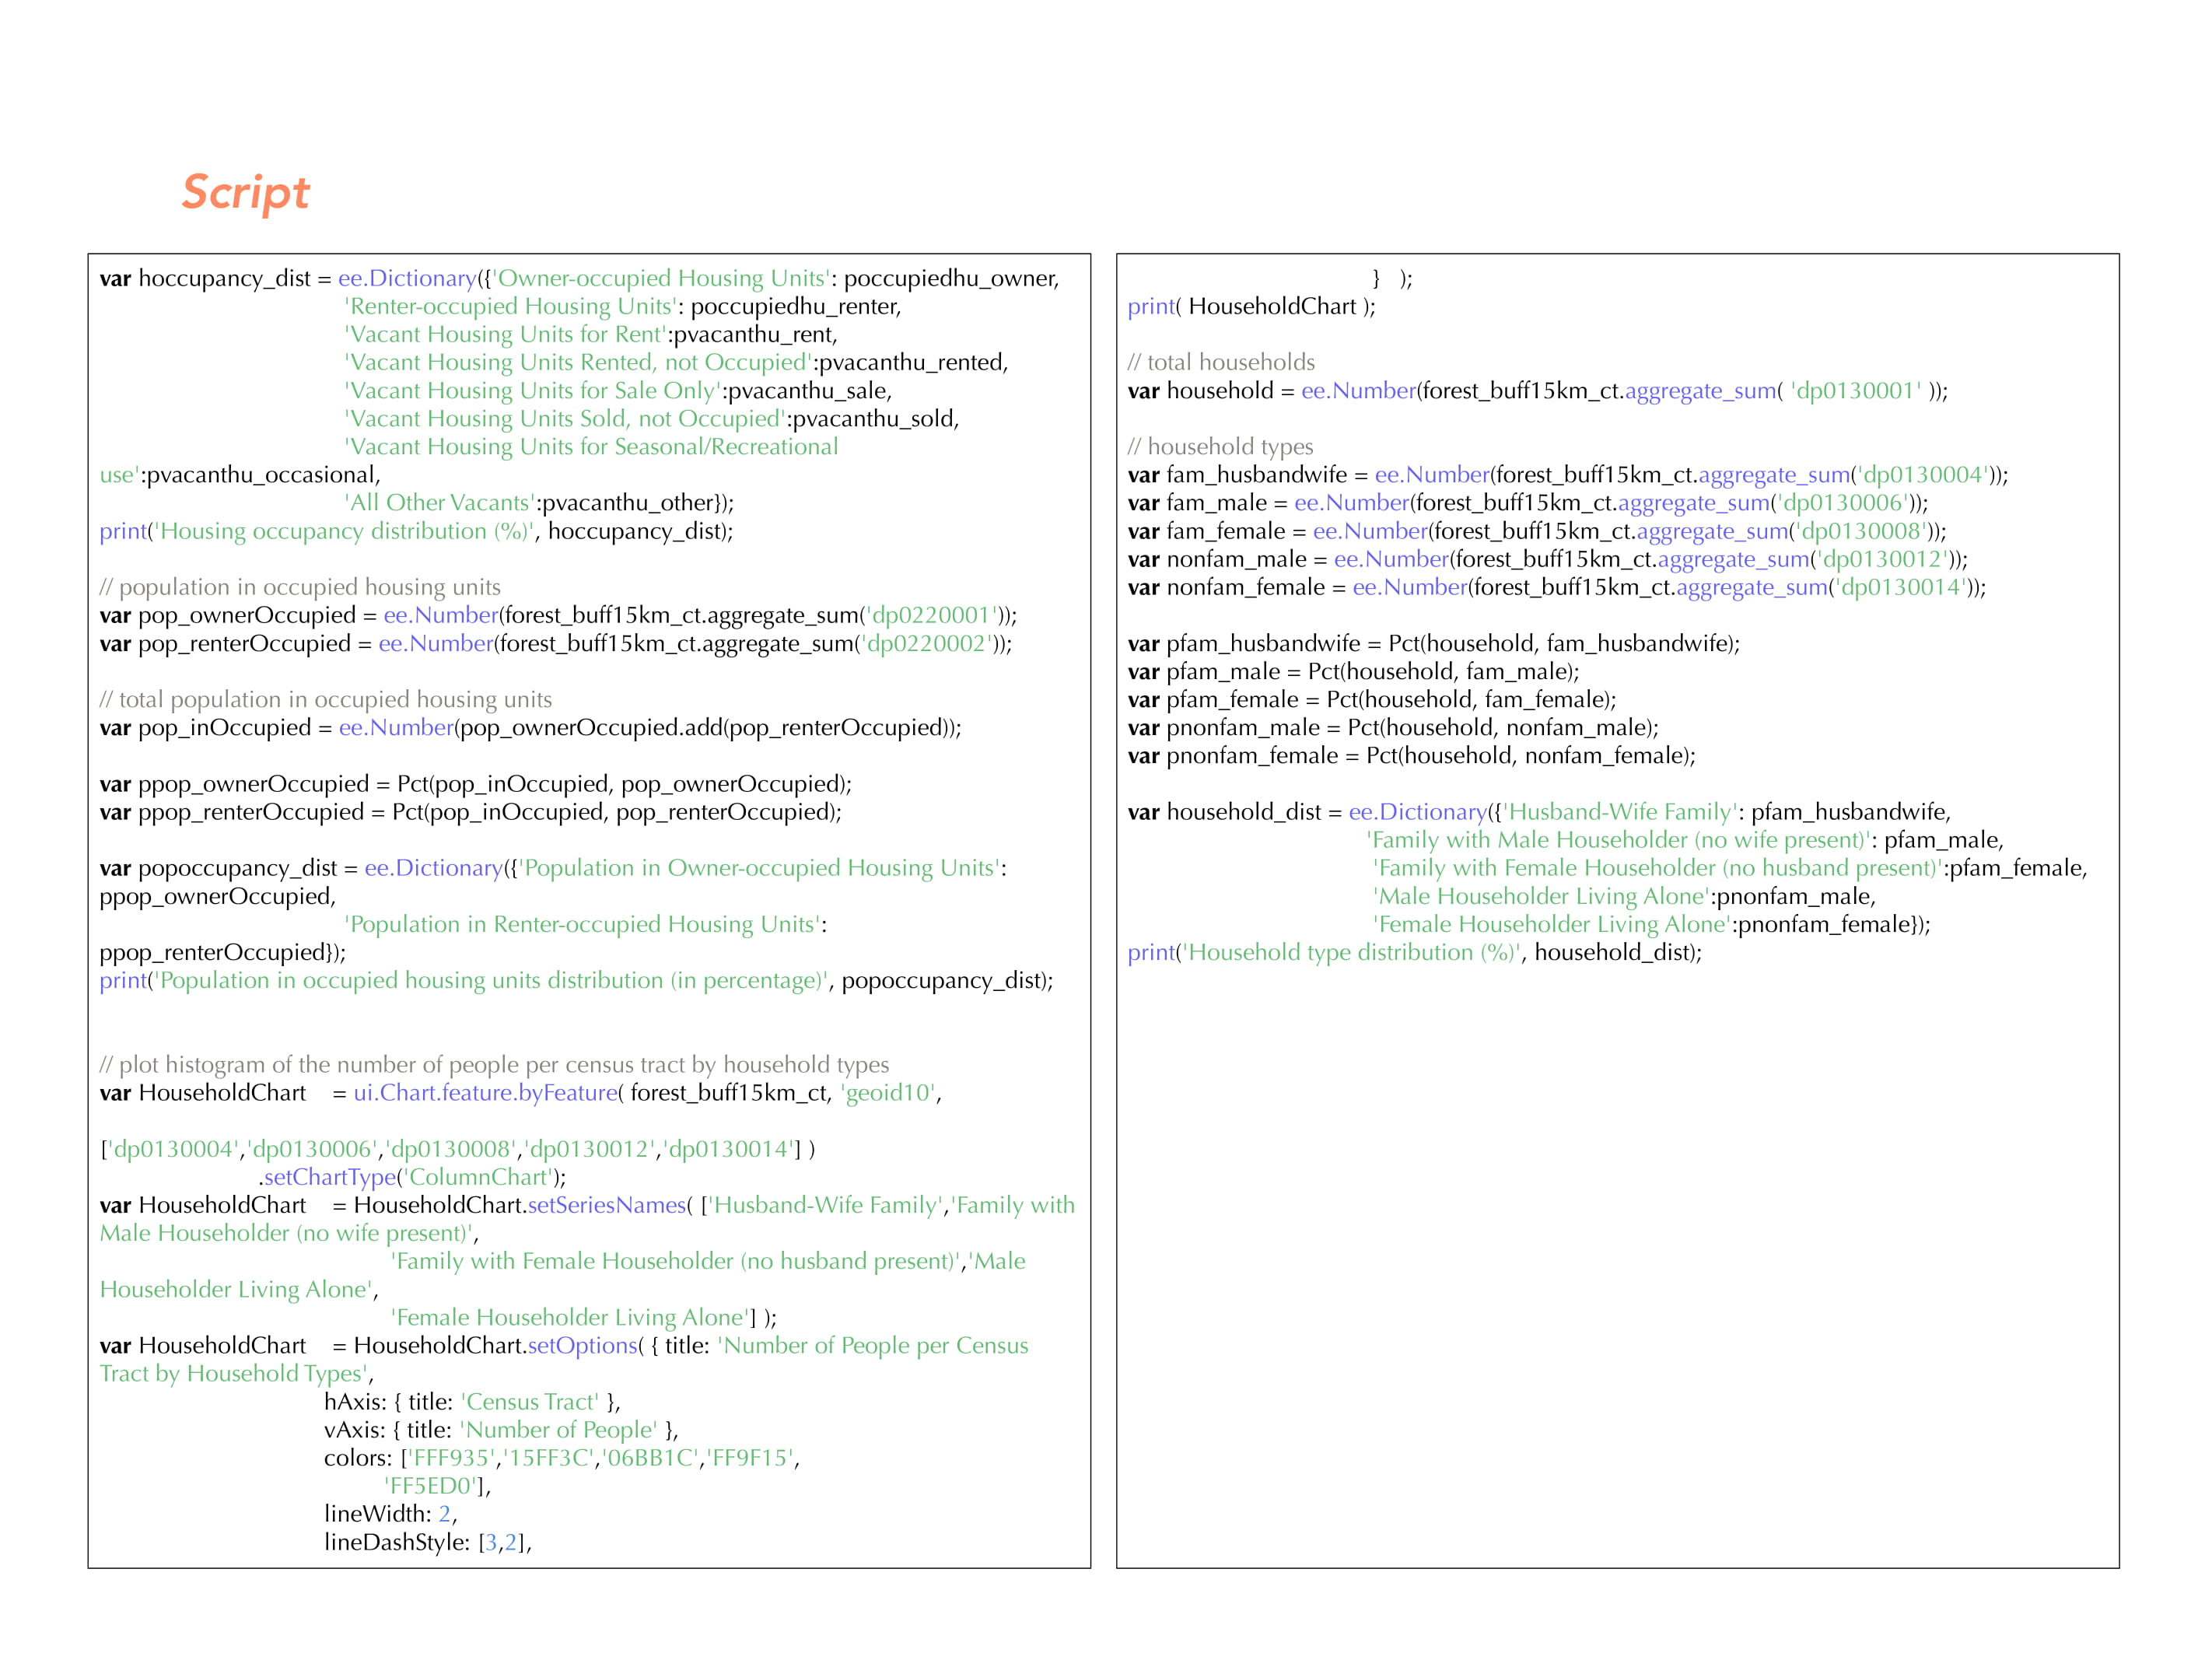 Script
var hoccupancy_dist = ee.Dictionary({'Owner-occupied Housing Units': poccupiedhu_owner,
'Renter-occupied Housing Units': poccupiedhu_renter,
'Vacant Housing Units for Rent':pvacanthu_rent,
'Vacant Housing Units Rented, not Occupied':pvacanthu_rented,
'Vacant Housing Units for Sale Only':pvacanthu_sale,
'Vacant Housing Units Sold, not Occupied':pvacanthu_sold,
'Vacant Housing Units for Seasonal/Recreational
use':pvacanthu_occasional,
'All Other Vacants':pvacanthu_other});
print('Housing occupancy distribution (%)', hoccupancy_dist);
// population in occupied housing units
var pop_ownerOccupied = ee.Number(forest_buff15km_ct.aggregate_sum('dp0220001'));
var pop_renterOccupied = ee.Number(forest_buff15km_ct.aggregate_sum('dp0220002'));
// total population in occupied housing units
var pop_inOccupied = ee.Number(pop_ownerOccupied.add(pop_renterOccupied));
var ppop_ownerOccupied = Pct(pop_inOccupied, pop_ownerOccupied);
var ppop_renterOccupied = Pct(pop_inOccupied, pop_renterOccupied);
var popoccupancy_dist = ee.Dictionary({'Population in Owner-occupied Housing Units':
ppop_ownerOccupied,
'Population in Renter-occupied Housing Units':
ppop_renterOccupied});
print('Population in occupied housing units distribution (in percentage)', popoccupancy_dist);
// plot histogram of the number of people per census tract by household types
var HouseholdChart = ui.Chart.feature.byFeature( forest_buff15km_ct, 'geoid10',
['dp0130004','dp0130006','dp0130008','dp0130012','dp0130014'] )
.setChartType('ColumnChart');
var HouseholdChart = HouseholdChart.setSeriesNames( ['Husband-Wife Family','Family with
Male Householder (no wife present)',
'Family with Female Householder (no husband present)','Male
Householder Living Alone',
'Female Householder Living Alone'] );
var HouseholdChart = HouseholdChart.setOptions( { title: 'Number of People per Census
Tract by Household Types',
hAxis: { title: 'Census Tract' },
vAxis: { title: 'Number of People' },
colors: ['FFF935','15FF3C','06BB1C','FF9F15',
'FF5ED0'],
lineWidth: 2,
lineDashStyle: [3,2],
} );
print( HouseholdChart );
// total households
var household = ee.Number(forest_buff15km_ct.aggregate_sum( 'dp0130001' ));
// household types
var fam_husbandwife = ee.Number(forest_buff15km_ct.aggregate_sum('dp0130004'));
var fam_male = ee.Number(forest_buff15km_ct.aggregate_sum('dp0130006'));
var fam_female = ee.Number(forest_buff15km_ct.aggregate_sum('dp0130008'));
var nonfam_male = ee.Number(forest_buff15km_ct.aggregate_sum('dp0130012'));
var nonfam_female = ee.Number(forest_buff15km_ct.aggregate_sum('dp0130014'));
var pfam_husbandwife = Pct(household, fam_husbandwife);
var pfam_male = Pct(household, fam_male);
var pfam_female = Pct(household, fam_female);
var pnonfam_male = Pct(household, nonfam_male);
var pnonfam_female = Pct(household, nonfam_female);
var household_dist = ee.Dictionary({'Husband-Wife Family': pfam_husbandwife,
'Family with Male Householder (no wife present)': pfam_male,
'Family with Female Householder (no husband present)':pfam_female,
'Male Householder Living Alone':pnonfam_male,
'Female Householder Living Alone':pnonfam_female});
print('Household type distribution (%)', household_dist);